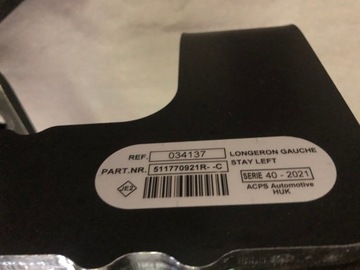 REF. 034137 LONGERON GAUCHE
STAY LEFT
PART.NR. 511770921R- -C
SERIE 40 - 2021
ACPS Automotive
HUK